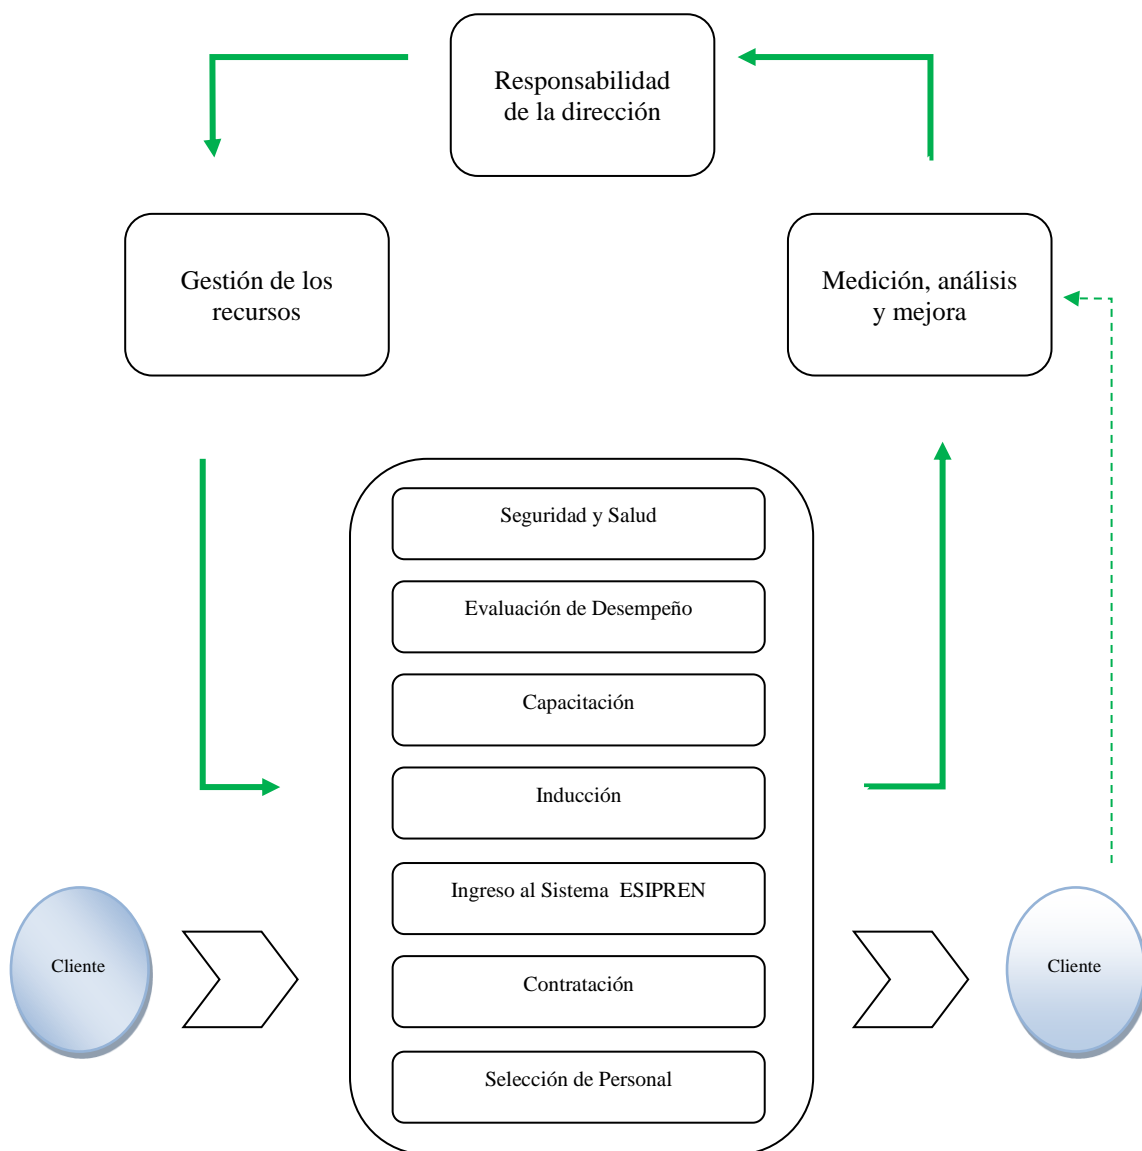 Responsabilidad
de la dirección
Gestión de los
recursos
Medición, análisis
y mejora
Seguridad y Salud
Evaluación de Desempeño
Capacitación
Inducción
Ingreso al Sistema  ESIPREN
Cliente
Cliente
Contratación
Selección de Personal